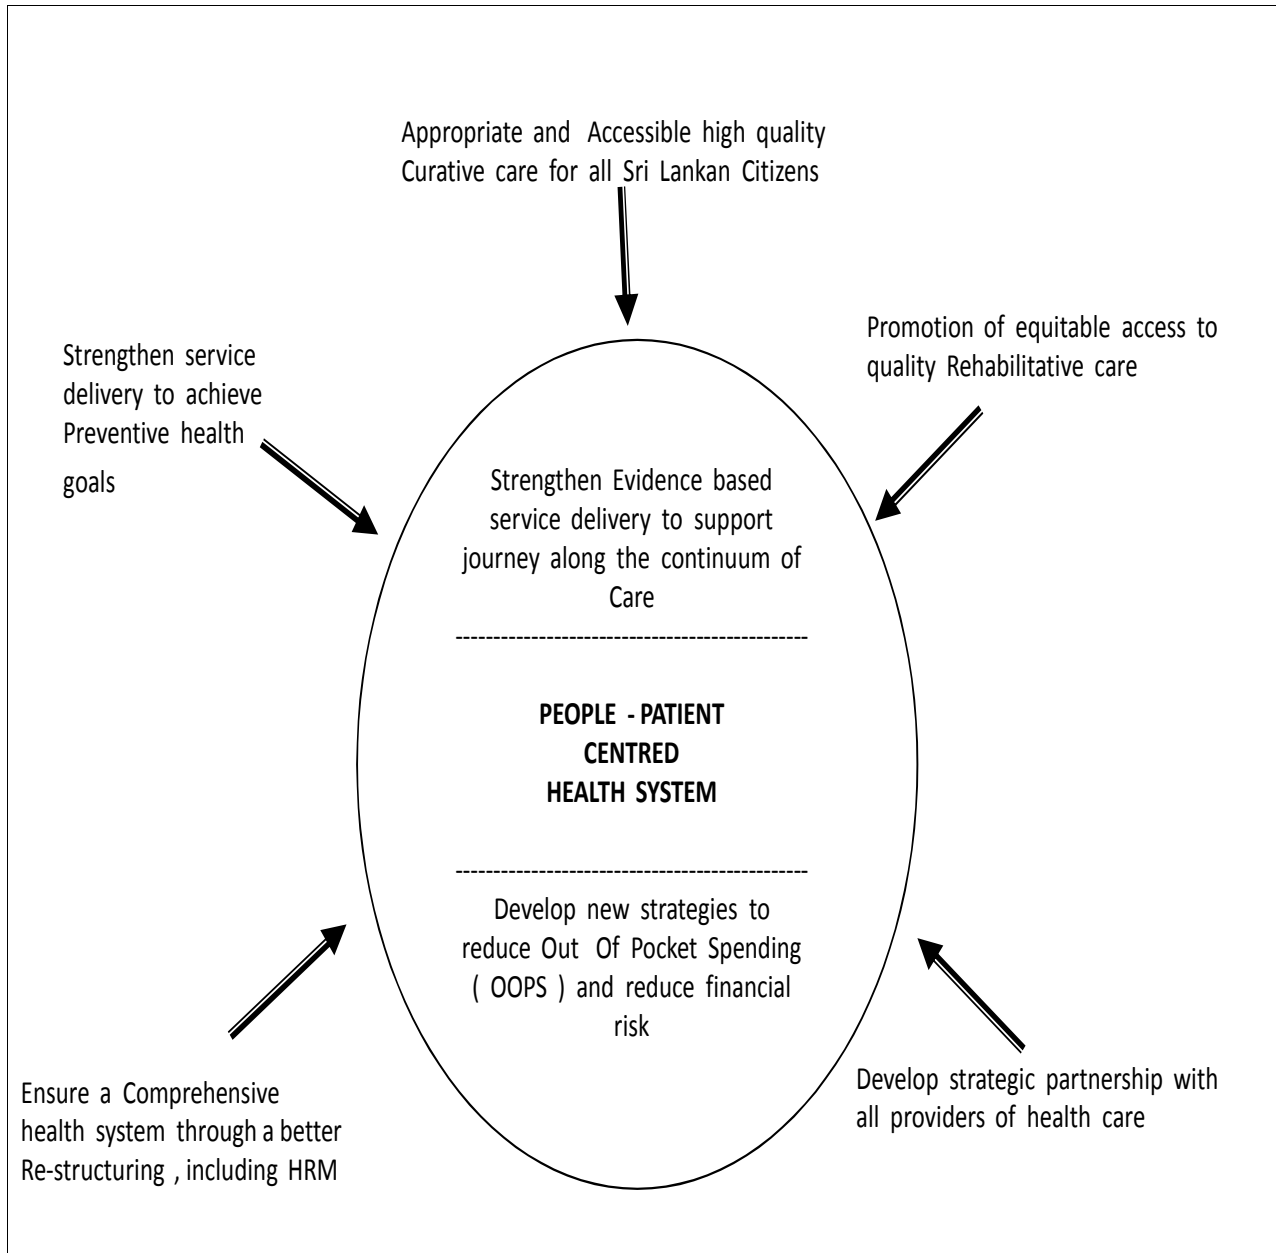 Appropriate and Accessible high quality
Curative care for all Sri Lankan Citizens
Strengthen service
delivery to achieve
Preventive health
goals
Promotion of equitable access to
quality Rehabilitative care
Strengthen Evidence based
service delivery to support
journey along the continuum of
Care
-----------------------------------------------
PEOPLE - PATIENT
CENTRED
HEALTH SYSTEM
-----------------------------------------------
Develop new strategies to
reduce Out Of Pocket Spending
( OOPS ) and reduce financial
risk
Ensure a Comprehensive
health system through a better
Re-structuring , including HRM
Develop strategic partnership with
all providers of health care